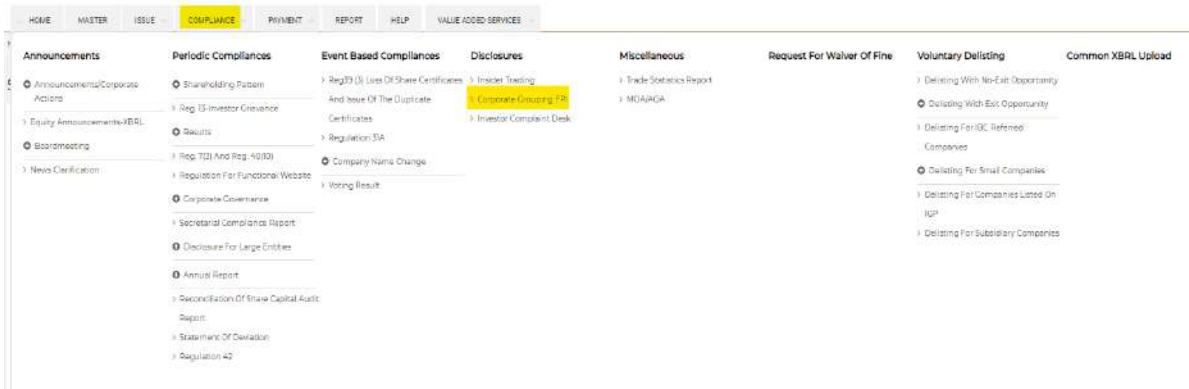 HOME MASTER ISSUE COMPLIANCE PAYMENT REPORT HELP VALUE ADDED SERVICES
Announcements
Announcements/Corporate
Actions
Equity Announcements-XBRL
Boardmeeting
News Clarification
Periodic Compliances
Shareholding Pattern
Reg. 13-Investor Grievance
Results
Reg. 7(3) And Reg. 40(10)
Regulation For Functional Website
Corporate Governance
Secretarial Compliance Report
Disclosure For Large Entities
Annual Report
Reconciliation Of Share Capital Audit
Report
Statement Of Deviation
Regulation 42
Event Based Compliances
Reg39 (3) Loss Of Share Certificates
And Issue Of The Duplicate
Certificates
Regulation 31A
Company Name Change
Voting Result
Disclosures
Insider Trading
Corporate Grouping FPI
Investor Complaint Desk
Miscellaneous
Trade Statistics Report
MOA/AOA
Request For Waiver Of Fine
Voluntary Delisting
Delisting With No-Exit Opportunity
Delisting With Exit Opportunity
Delisting For IBC Referred
Companies
Delisting For Small Companies
Delisting For Companies Listed On
IGP
Delisting For Subsidiary Companies
Common XBRL Upload